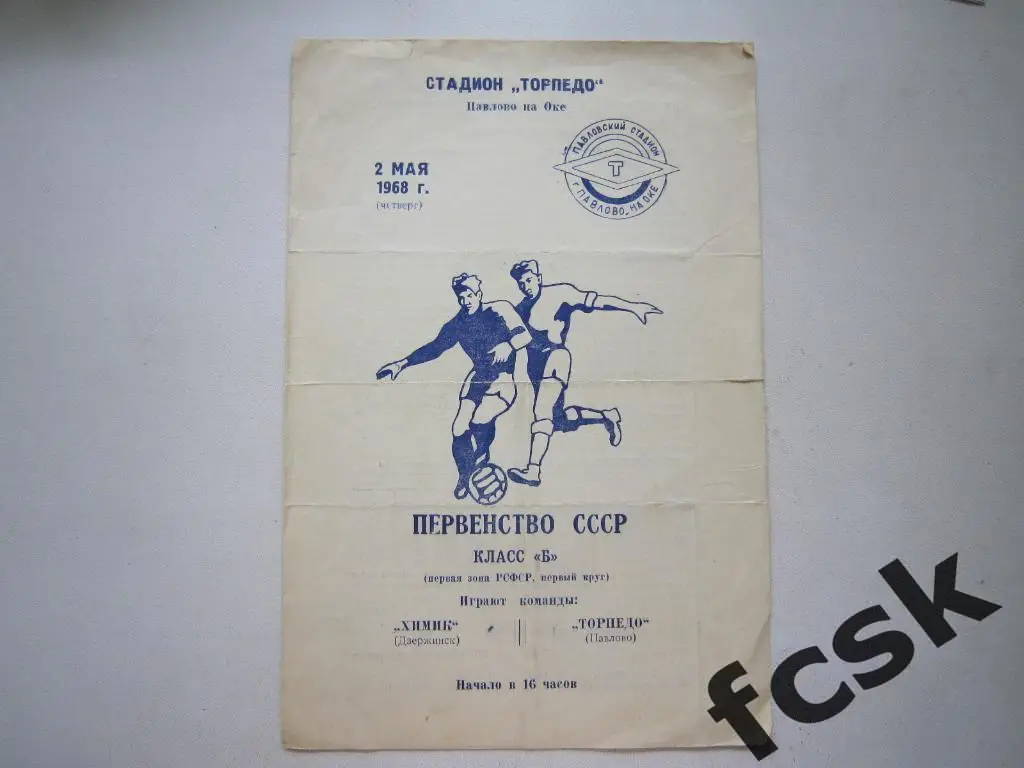 СТАДИОН „ТОРПЕДО“
Павлово на Оке
ПАВЛОВСКИЙ СТАДИОН
Т
г. ПАВЛОВО НА ОКЕ
2 МАЯ
1968 г.
(четверг)
ПЕРВЕНСТВО СССР
КЛАСС «Б»
(первая зона РСФСР, первый круг)
Играют команды:
„ХИМИК“
(Дзержинск)
„ТОРПЕДО“
(Павлово)
Начало в 16 часов
fcsk